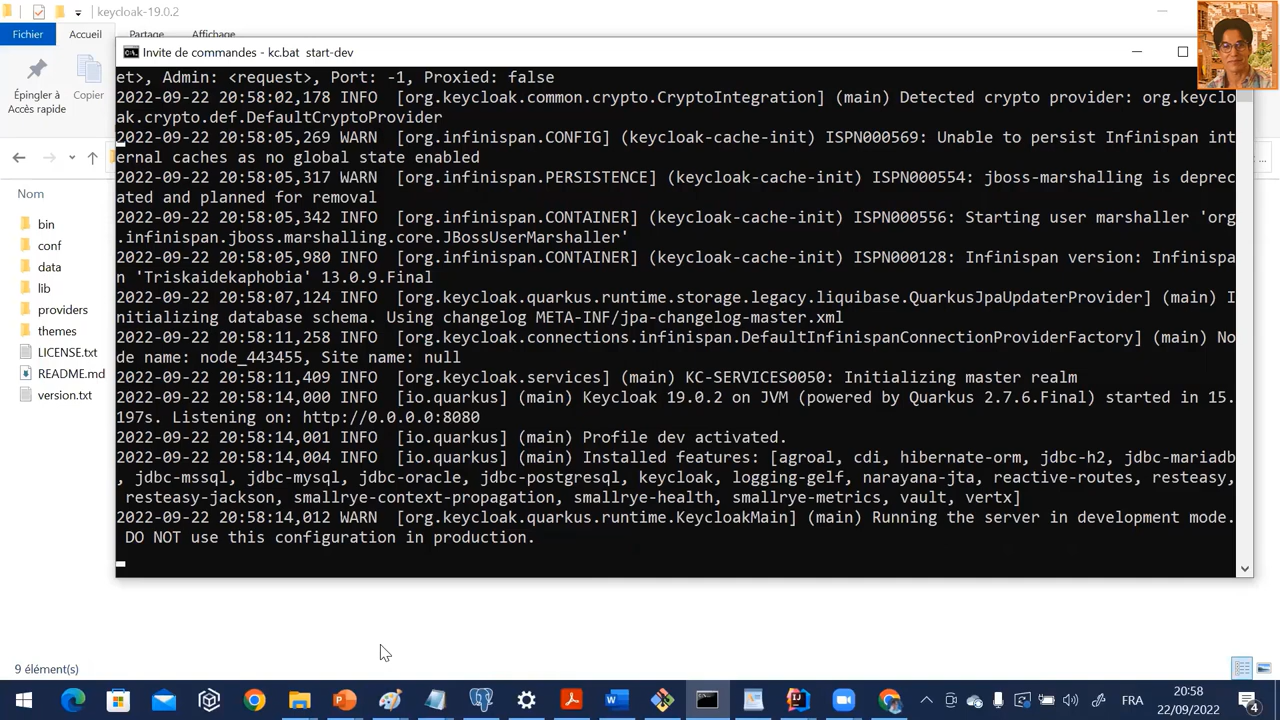 keycloak-19.0.2
Fichier Accueil Partage Affichage
Invite de commandes - kc.bat start-dev
Épingler à
Accès rapide
Copier
Nom
bin
conf
data
lib
providers
themes
LICENSE.txt
README.md
version.txt
et>, Admin: <request>, Port: -1, Proxied: false
2022-09-22 20:58:02,178 INFO [org.keycloak.common.crypto.CryptoIntegration] (main) Detected crypto provider: org.keyclo
ak.crypto.def.DefaultCryptoProvider
2022-09-22 20:58:05,269 WARN [org.infinispan.CONFIG] (keycloak-cache-init) ISPN000569: Unable to persist Infinispan int
ernal caches as no global state enabled
2022-09-22 20:58:05,317 WARN [org.infinispan.PERSISTENCE] (keycloak-cache-init) ISPN000554: jboss-marshalling is deprec
ated and planned for removal
2022-09-22 20:58:05,342 INFO [org.infinispan.CONTAINER] (keycloak-cache-init) ISPN000556: Starting user marshaller 'org
.infinispan.jboss.marshalling.core.JBossUserMarshaller'
2022-09-22 20:58:05,980 INFO [org.infinispan.CONTAINER] (keycloak-cache-init) ISPN000128: Infinispan version: Infinispa
n 'Triskaidekaphobia' 13.0.9.Final
2022-09-22 20:58:07,124 INFO [org.keycloak.quarkus.runtime.storage.legacy.liquibase.QuarkusJpaUpdaterProvider] (main) I
nitializing database schema. Using changelog META-INF/jpa-changelog-master.xml
2022-09-22 20:58:11,258 INFO [org.keycloak.connections.infinispan.DefaultInfinispanConnectionProviderFactory] (main) No
de name: node_443455, Site name: null
2022-09-22 20:58:11,409 INFO [org.keycloak.services] (main) KC-SERVICES0050: Initializing master realm
2022-09-22 20:58:14,000 INFO [io.quarkus] (main) Keycloak 19.0.2 on JVM (powered by Quarkus 2.7.6.Final) started in 15.
197s. Listening on: http://0.0.0.0:8080
2022-09-22 20:58:14,001 INFO [io.quarkus] (main) Profile dev activated.
2022-09-22 20:58:14,004 INFO [io.quarkus] (main) Installed features: [agroal, cdi, hibernate-orm, jdbc-h2, jdbc-mariadb
, jdbc-mssql, jdbc-mysql, jdbc-oracle, jdbc-postgresql, keycloak, logging-gelf, narayana-jta, reactive-routes, resteasy,
resteasy-jackson, smallrye-context-propagation, smallrye-health, smallrye-metrics, vault, vertx]
2022-09-22 20:58:14,012 WARN [org.keycloak.quarkus.runtime.KeycloakMain] (main) Running the server in development mode.
DO NOT use this configuration in production.
9 élément(s)
FRA
20:58
22/09/2022
4